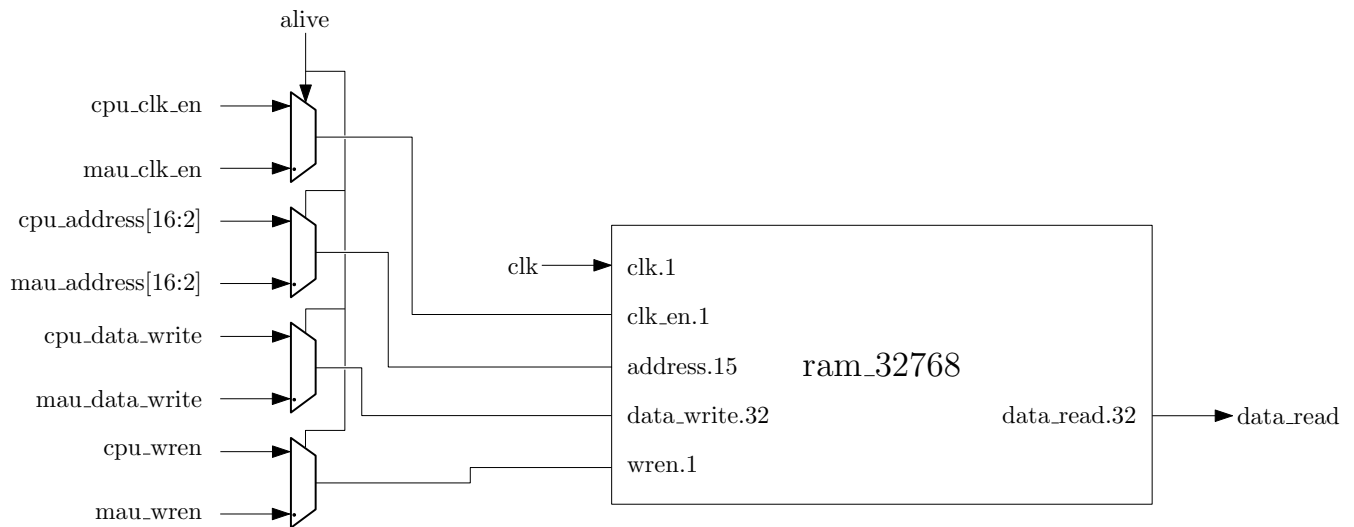 alive
cpu_clk_en
mau_clk_en
cpu_address[16:2]
mau_address[16:2]
cpu_data_write
mau_data_write
cpu_wren
mau_wren
clk
clk.1
clk_en.1
address.15
data_write.32
wren.1
ram_32768
data_read.32
data_read